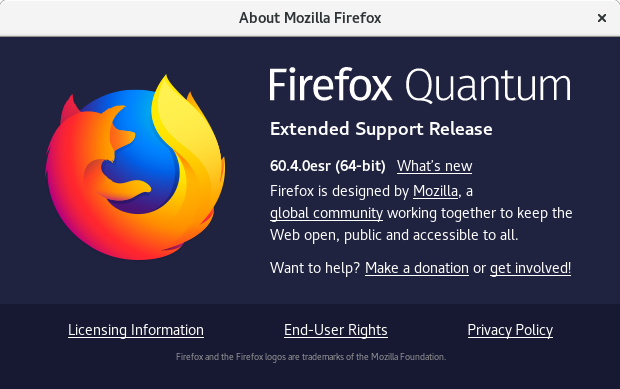 About Mozilla Firefox
Firefox Quantum
Extended Support Release
60.4.0esr (64-bit) What's new
Firefox is designed by Mozilla, a
global community working together to keep the
Web open, public and accessible to all.
Want to help? Make a donation or get involved!
Licensing Information End-User Rights Privacy Policy
Firefox and the Firefox logos are trademarks of the Mozilla Foundation.